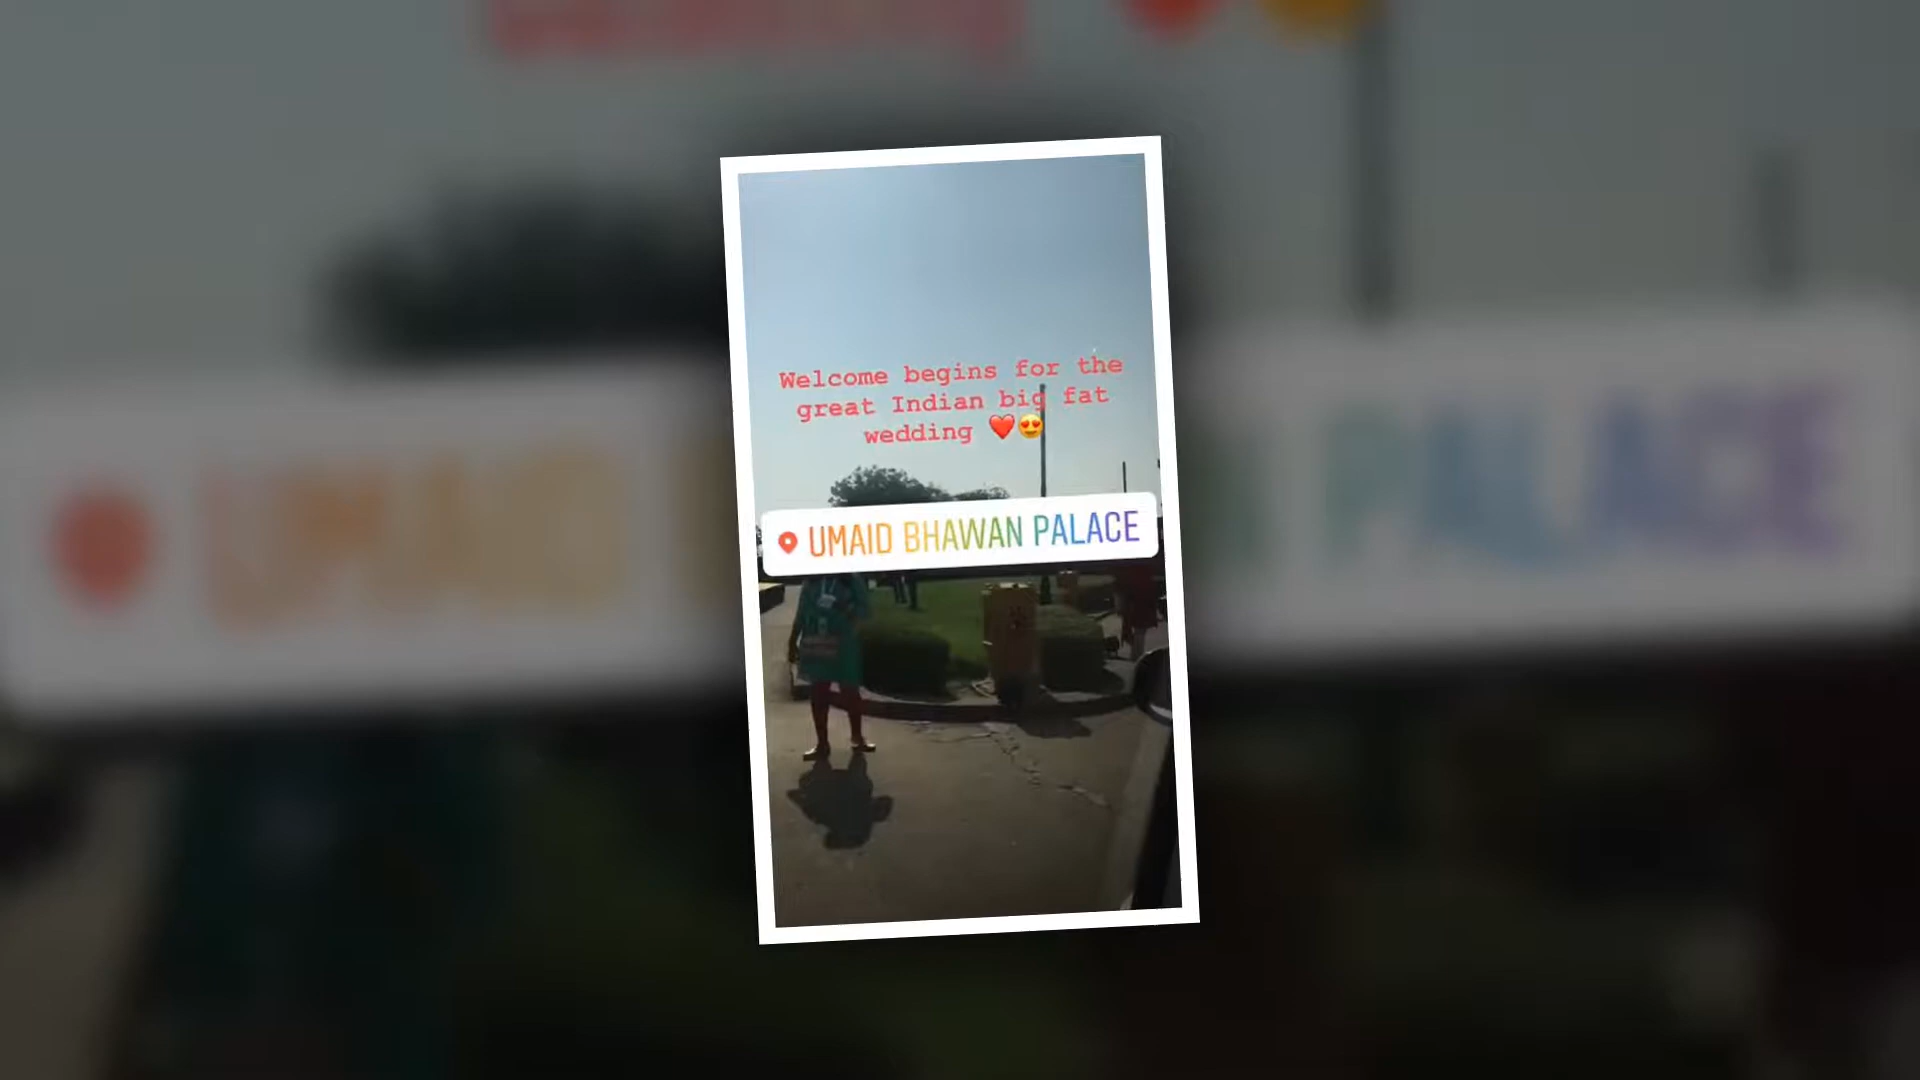 Welcome begins for the
great Indian big fat
wedding ❤️😍
UMAID BHAWAN PALACE